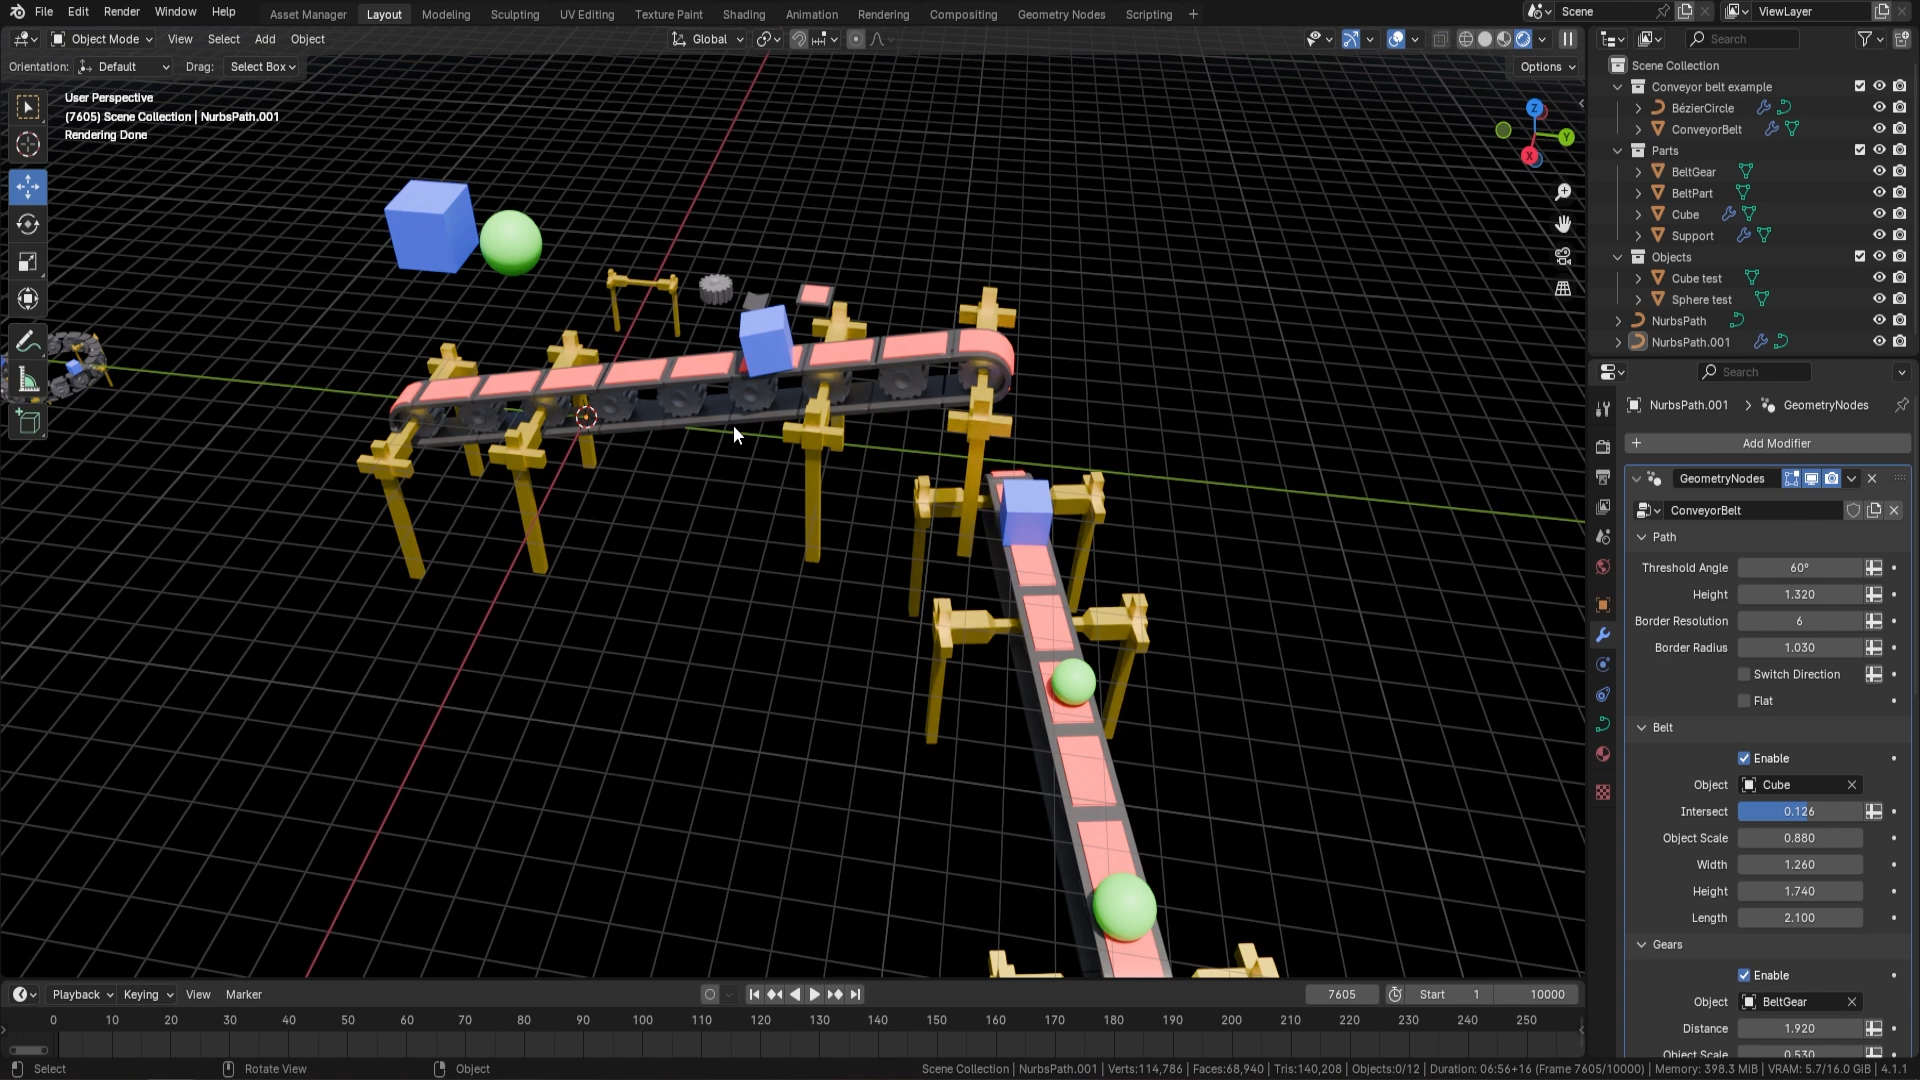 File Edit Render Window Help
Asset Manager Layout Modeling Sculpting UV Editing Texture Paint Shading Animation Rendering Compositing Geometry Nodes Scripting +
Scene
ViewLayer
Object Mode View Select Add Object
Global
Orientation: Default Drag: Select Box
Options
User Perspective
(7605) Scene Collection | NurbsPath.001
Rendering Done
Z
Y
X
Search
Scene Collection
Conveyor belt example
BézierCircle
ConveyorBelt
Parts
BeltGear
BeltPart
Cube
Support
Objects
Cube test
Sphere test
NurbsPath
NurbsPath.001
Search
NurbsPath.001 > GeometryNodes
+ Add Modifier
GeometryNodes
ConveyorBelt
Path
Threshold Angle 60°
Height 1.320
Border Resolution 6
Border Radius 1.030
Switch Direction
Flat
Belt
Enable
Object Cube
Intersect 0.126
Object Scale 0.880
Width 1.260
Height 1.740
Length 2.100
Gears
Enable
Object BeltGear
Distance 1.920
Object Scale 0.530
Playback Keying View Marker
7605
Start 1
10000
0 10 20 30 40 50 60 70 80 90 100 110 120 130 140 150 160 170 180 190 200 210 220 230 240 250
Select
Rotate View
Object
Scene Collection | NurbsPath.001 | Verts:114,786 | Faces:68,940 | Tris:140,208 | Objects:0/12 | Duration: 06:56+16 (Frame 7605/10000) | Memory: 398.3 MiB | VRAM: 5.7/16.0 GiB | 4.1.1